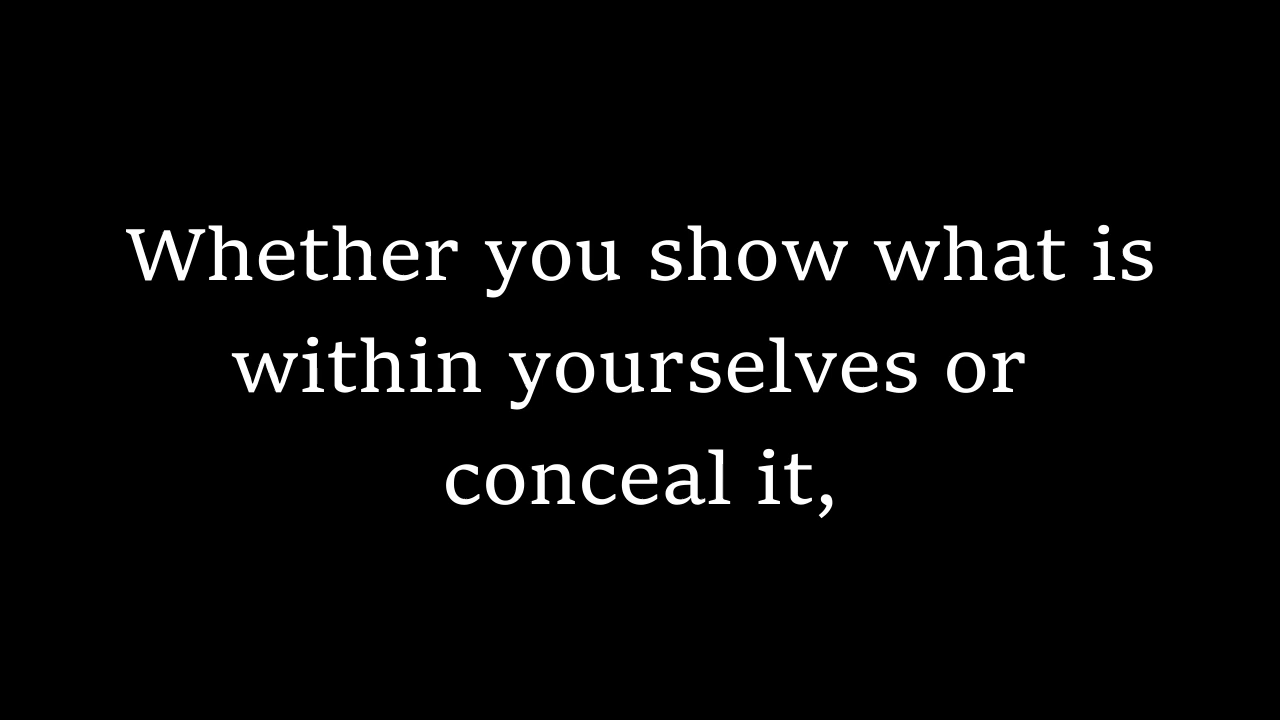 Whether you show what is
within yourselves or
conceal it,